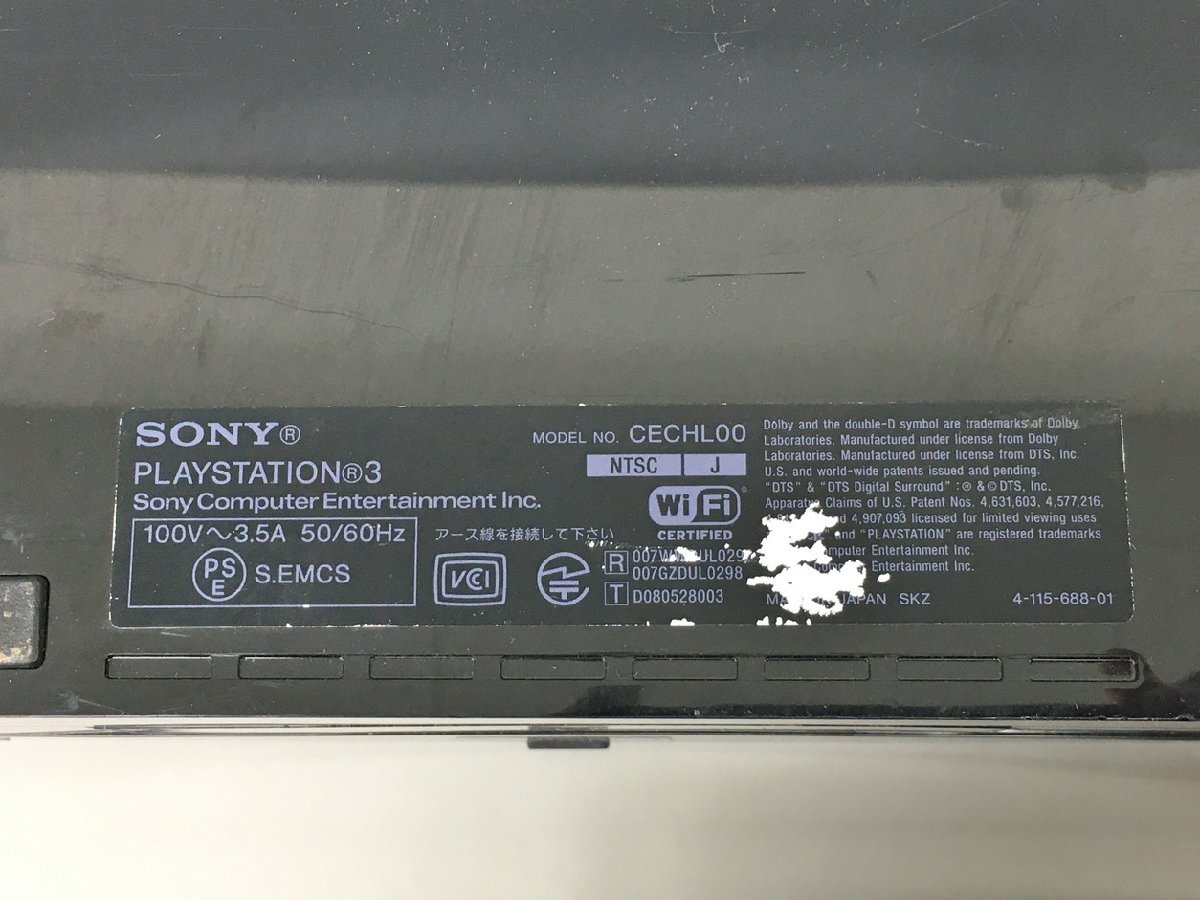 SONY®
PLAYSTATION®3
Sony Computer Entertainment Inc.
100V～3.5A 50/60Hz
PSE S.EMCS
MODEL NO. CECHL00
NTSC J
Wi Fi
CERTIFIED
アース線を接続して下さい
VCI
R
007GZDUL0298
T D080528003
Dolby and the double-D symbol are trademarks of Dolby
Laboratories. Manufactured under license from Dolby
Laboratories. Manufactured under license from DTS, Inc.
U.S. and world-wide patents issued and pending.
"DTS" & "DTS Digital Surround" : ® & © DTS, Inc.
Apparatus Claims of U.S. Patent Nos. 4,631,603, 4,577,216,
4,907,093 licensed for limited viewing uses
and "PLAYSTATION" are registered trademarks
Computer Entertainment Inc.
Entertainment Inc.
JAPAN SKZ
4-115-688-01